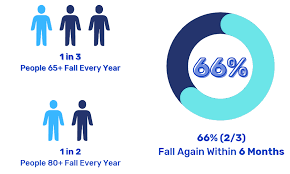 1 in 3
People 65+ Fall Every Year
1 in 2
People 80+ Fall Every Year
66%
66% (2/3)
Fall Again Within 6 Months